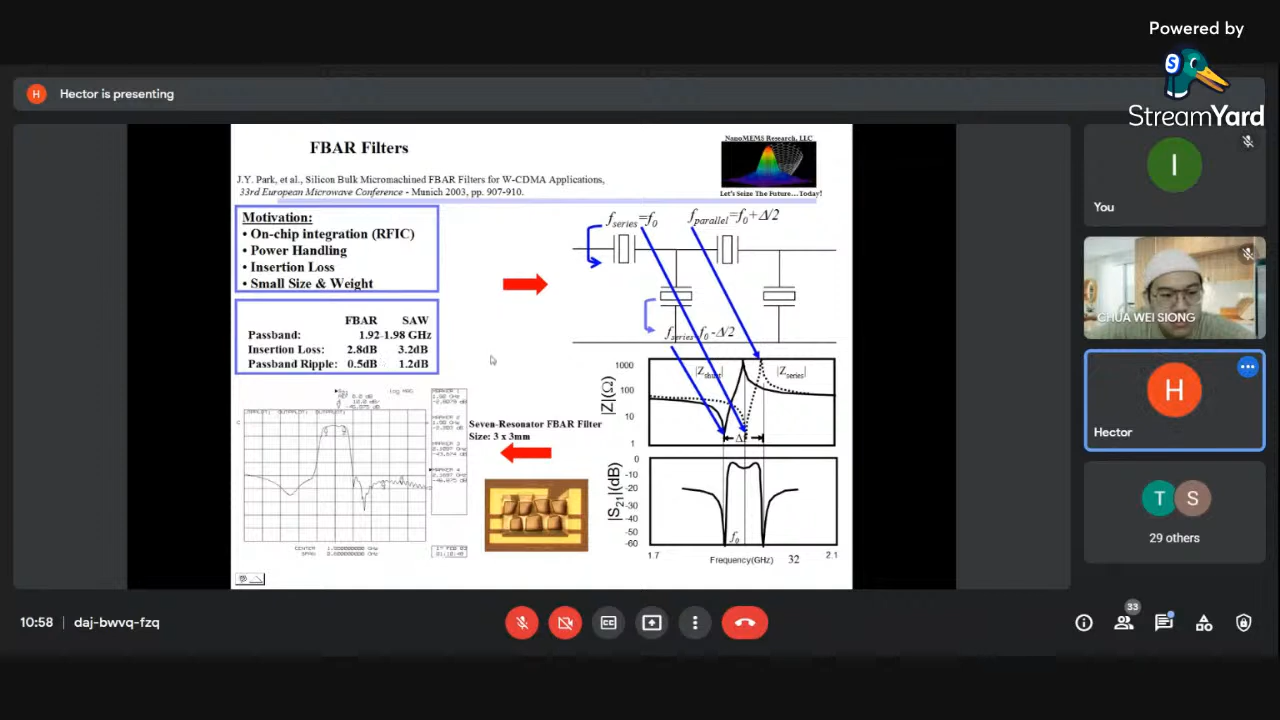 Powered by
StreamYard
H Hector is presenting
FBAR Filters
NanoMEMS Research, LLC
Let's Seize The Future…Today!
J.Y. Park, et al., Silicon Bulk Micromachined FBAR Filters for W-CDMA Applications,
33rd European Microwave Conference - Munich 2003, pp. 907-910.
Motivation:
• On-chip integration (RFIC)
• Power Handling
• Insertion Loss
• Small Size & Weight
FBAR SAW
Passband: 1.92-1.98 GHz
Insertion Loss: 2.8dB 3.2dB
Passband Ripple: 0.5dB 1.2dB
fseries=f0
fparallel=f0+Δ/2
fseries f0-Δ/2
|Zshunt| |Zseries|
|Z|(Ω)
1000
100
10
1
Δ
Seven-Resonator FBAR Filter
Size: 3 x 3mm
|S21|(dB)
0
-10
-20
-30
-40
-50
-60
f0
1.7 Frequency(GHz) 2.1
32
I
You
CHUA WEI SIONG
H
Hector
T S
29 others
10:58 | daj-bwvq-fzq
33